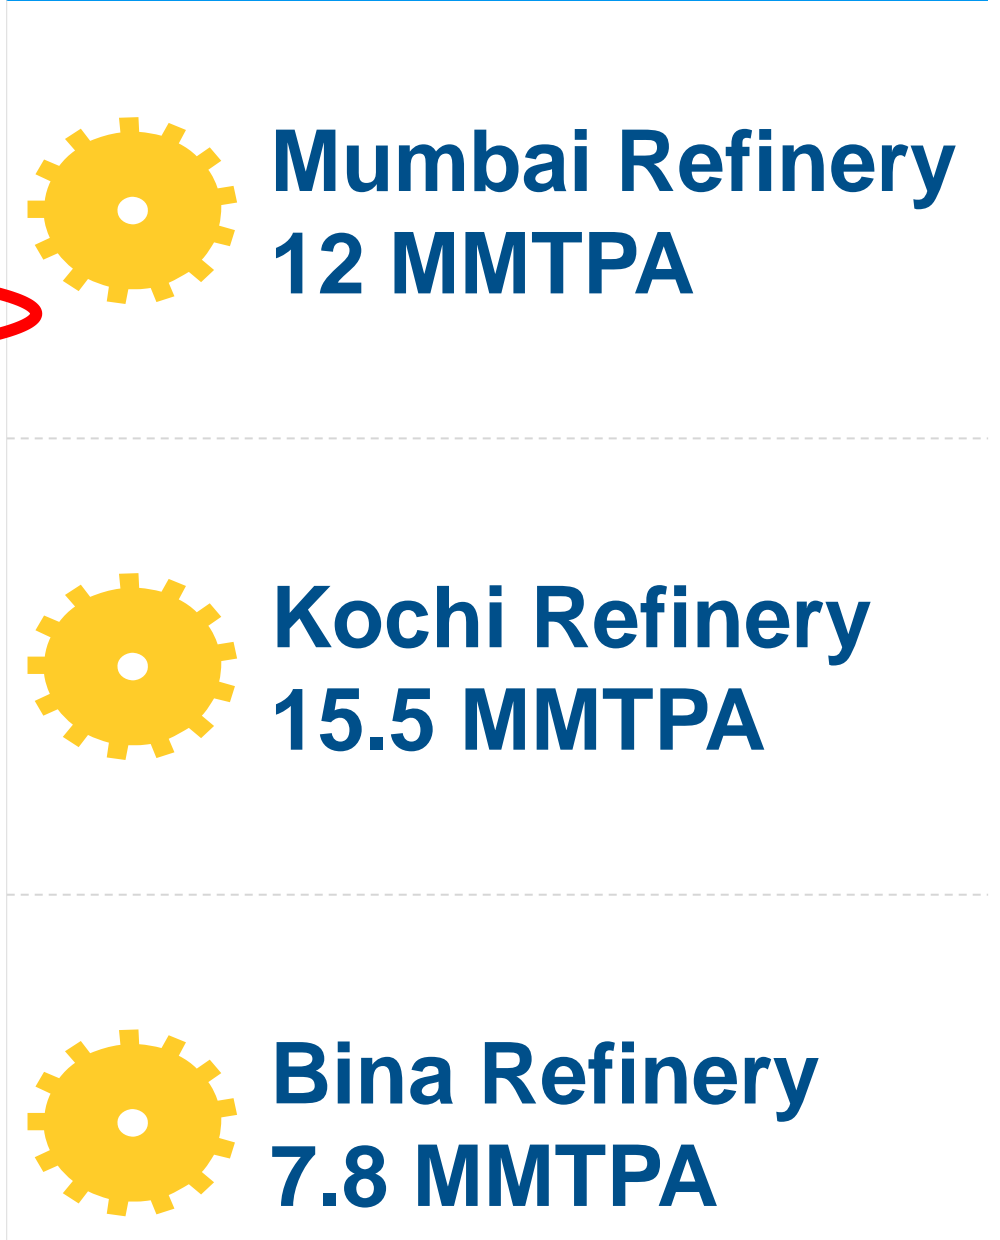 Mumbai Refinery
12 MMTPA
Kochi Refinery
15.5 MMTPA
Bina Refinery
7.8 MMTPA